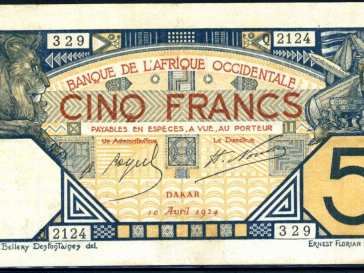 329 2124
BANQUE DE L'AFRIQUE OCCIDENTALE
CINQ FRANCS
PAYABLES EN ESPÈCES, A VUE, AU PORTEUR
Un Administrateur Le Directeur
DAKAR
10 Avril 1924
5
2124 329
Bellery Desfontaines del. ERNEST FLORIAN